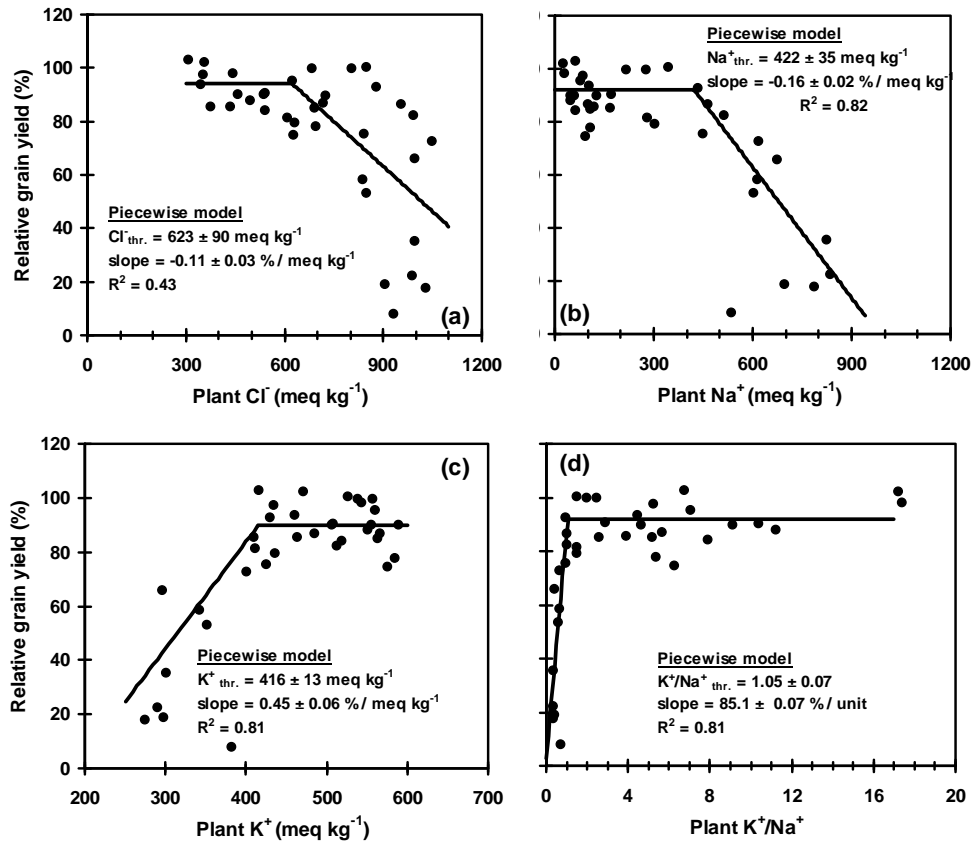 Relative grain yield (%)
120
100
80
60
40
20
0
Piecewise model
Cl⁻thr. = 623 ± 90 meq kg⁻¹
slope = -0.11 ± 0.03 %/ meq kg⁻¹
R² = 0.43
(a)
0 300 600 900 1200
Plant Cl⁻ (meq kg⁻¹)
Piecewise model
Na⁺thr. = 422 ± 35 meq kg⁻¹
slope = -0.16 ± 0.02 %/ meq kg⁻¹
R² = 0.82
(b)
0 300 600 900 1200
Plant Na⁺ (meq kg⁻¹)
Relative grain yield (%)
120
100
80
60
40
20
0
(c)
Piecewise model
K⁺ thr. = 416 ± 13 meq kg⁻¹
slope = 0.45 ± 0.06 %/ meq kg⁻¹
R² = 0.81
200 300 400 500 600 700
Plant K⁺ (meq kg⁻¹)
(d)
Piecewise model
K⁺/Na⁺ thr. = 1.05 ± 0.07
slope = 85.1 ± 0.07 %/ unit
R² = 0.81
0 4 8 12 16 20
Plant K⁺/Na⁺